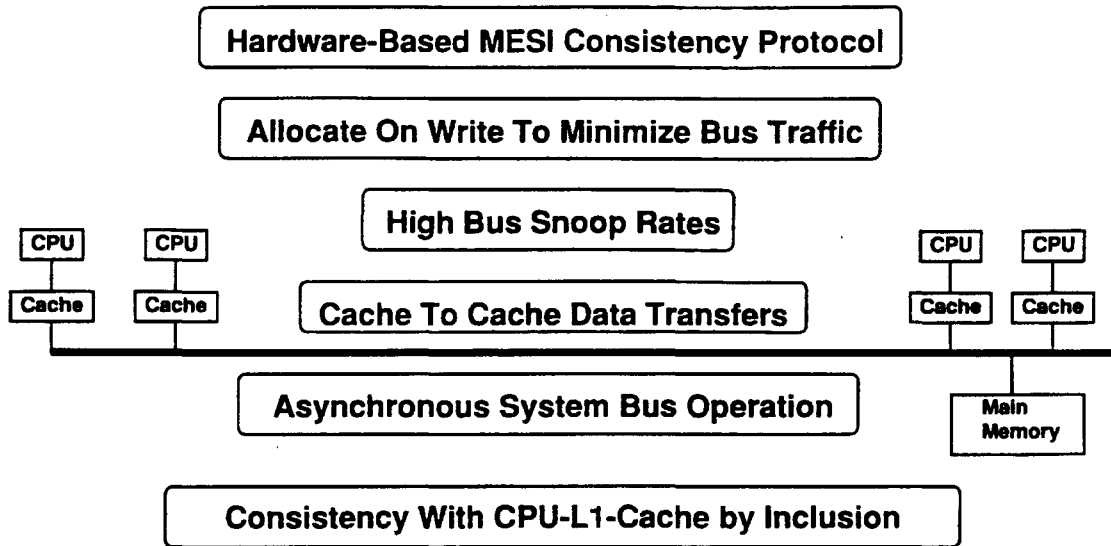 Hardware-Based MESI Consistency Protocol
Allocate On Write To Minimize Bus Traffic
High Bus Snoop Rates
CPU
CPU
CPU
CPU
Cache
Cache
Cache To Cache Data Transfers
Cache
Cache
Asynchronous System Bus Operation
Main
Memory
Consistency With CPU-L1-Cache by Inclusion